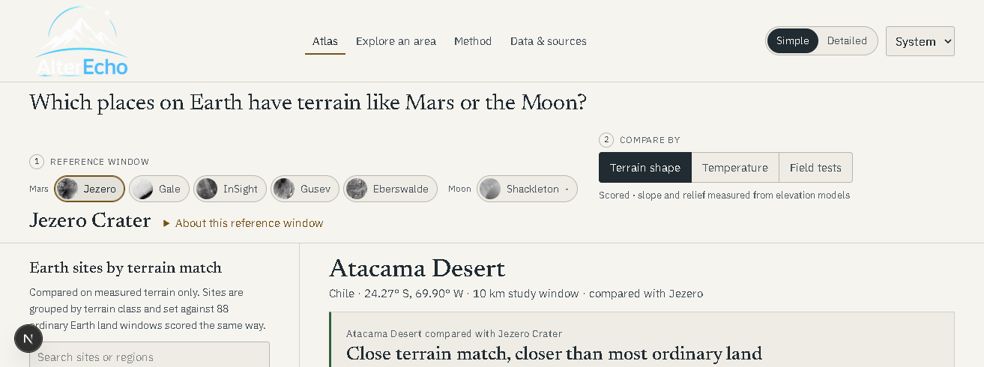 AlterEcho
Atlas Explore an area Method Data & sources
Simple Detailed System
Which places on Earth have terrain like Mars or the Moon?
1 REFERENCE WINDOW
Mars Jezero Gale InSight Gusev Eberswalde Moon Shackleton -
2 COMPARE BY
Terrain shape Temperature Field tests
Scored · slope and relief measured from elevation models
Jezero Crater ▶ About this reference window
Earth sites by terrain match
Compared on measured terrain only. Sites are
grouped by terrain class and set against 88
ordinary Earth land windows scored the same way.
N
Search sites or regions
Atacama Desert
Chile · 24.27° S, 69.90° W · 10 km study window · compared with Jezero
Atacama Desert compared with Jezero Crater
Close terrain match, closer than most ordinary land